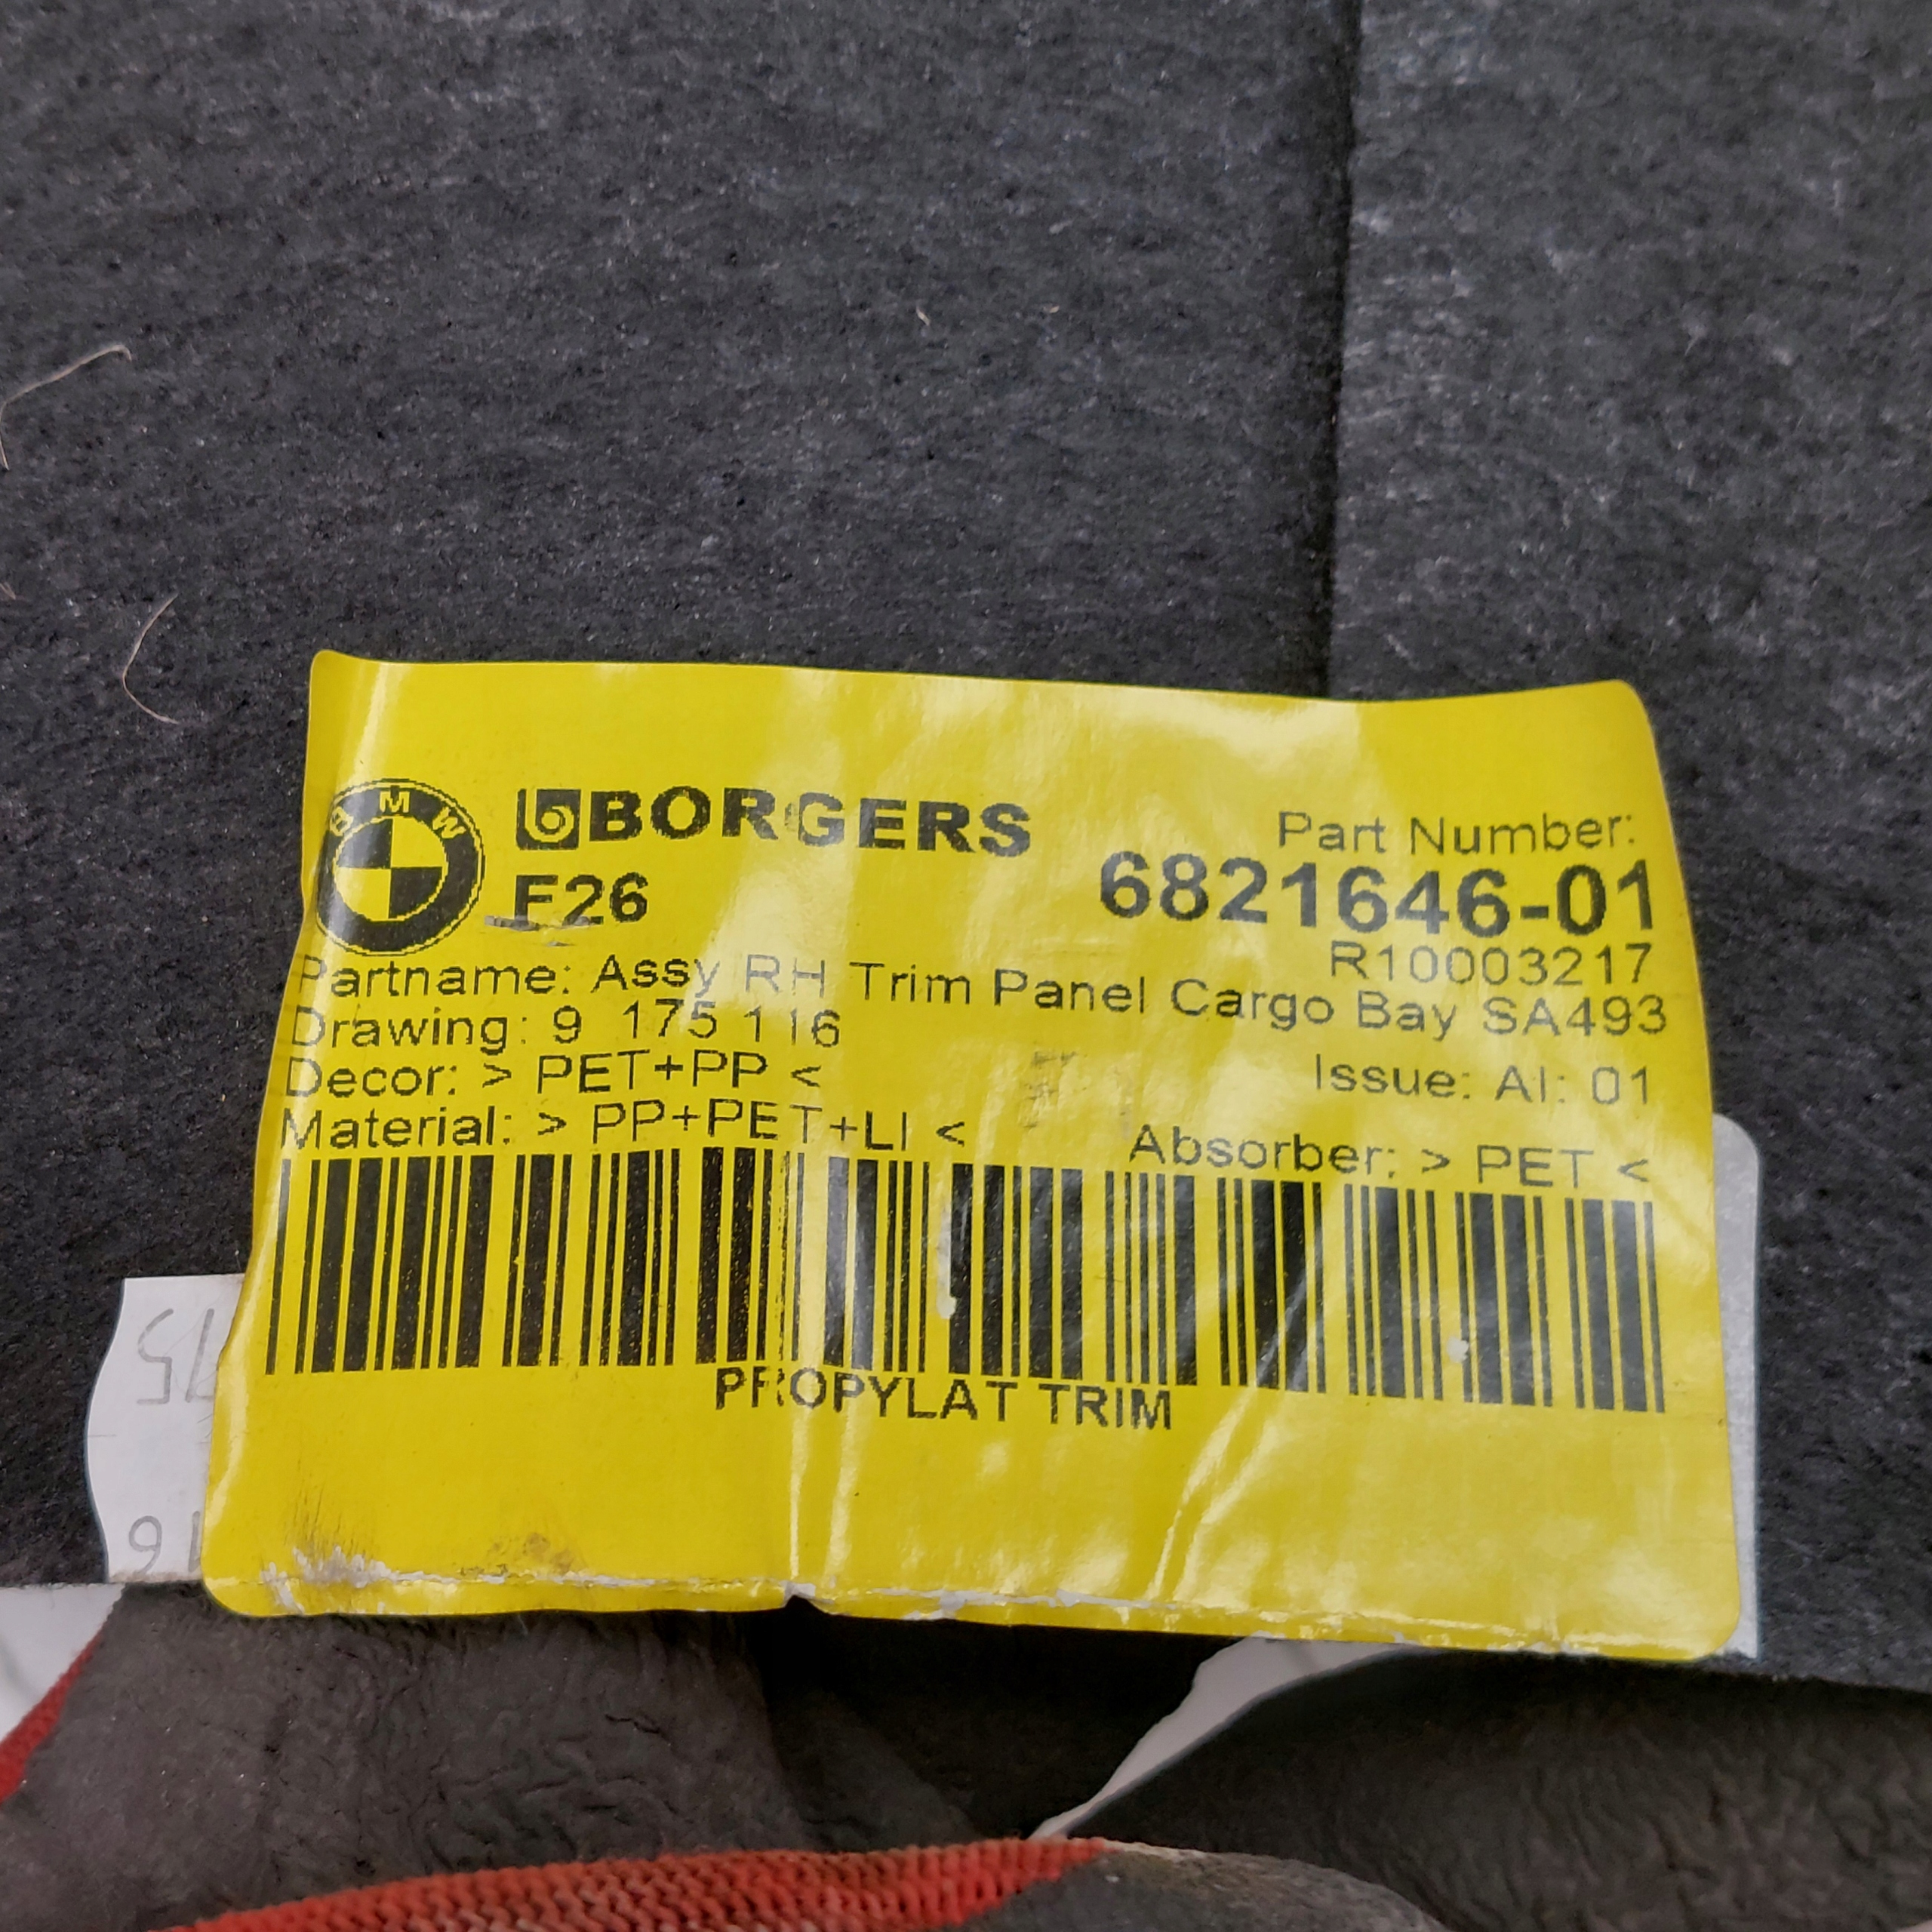 BMW
BORGERS
F26
Part Number:
6821646-01
R10003217
Partname: Assy RH Trim Panel Cargo Bay SA493
Drawing: 9 175 116
Decor: > PET+PP <
Issue: AI: 01
Material: > PP+PET+LI <
Absorber: > PET <
PROPYLAT TRIM